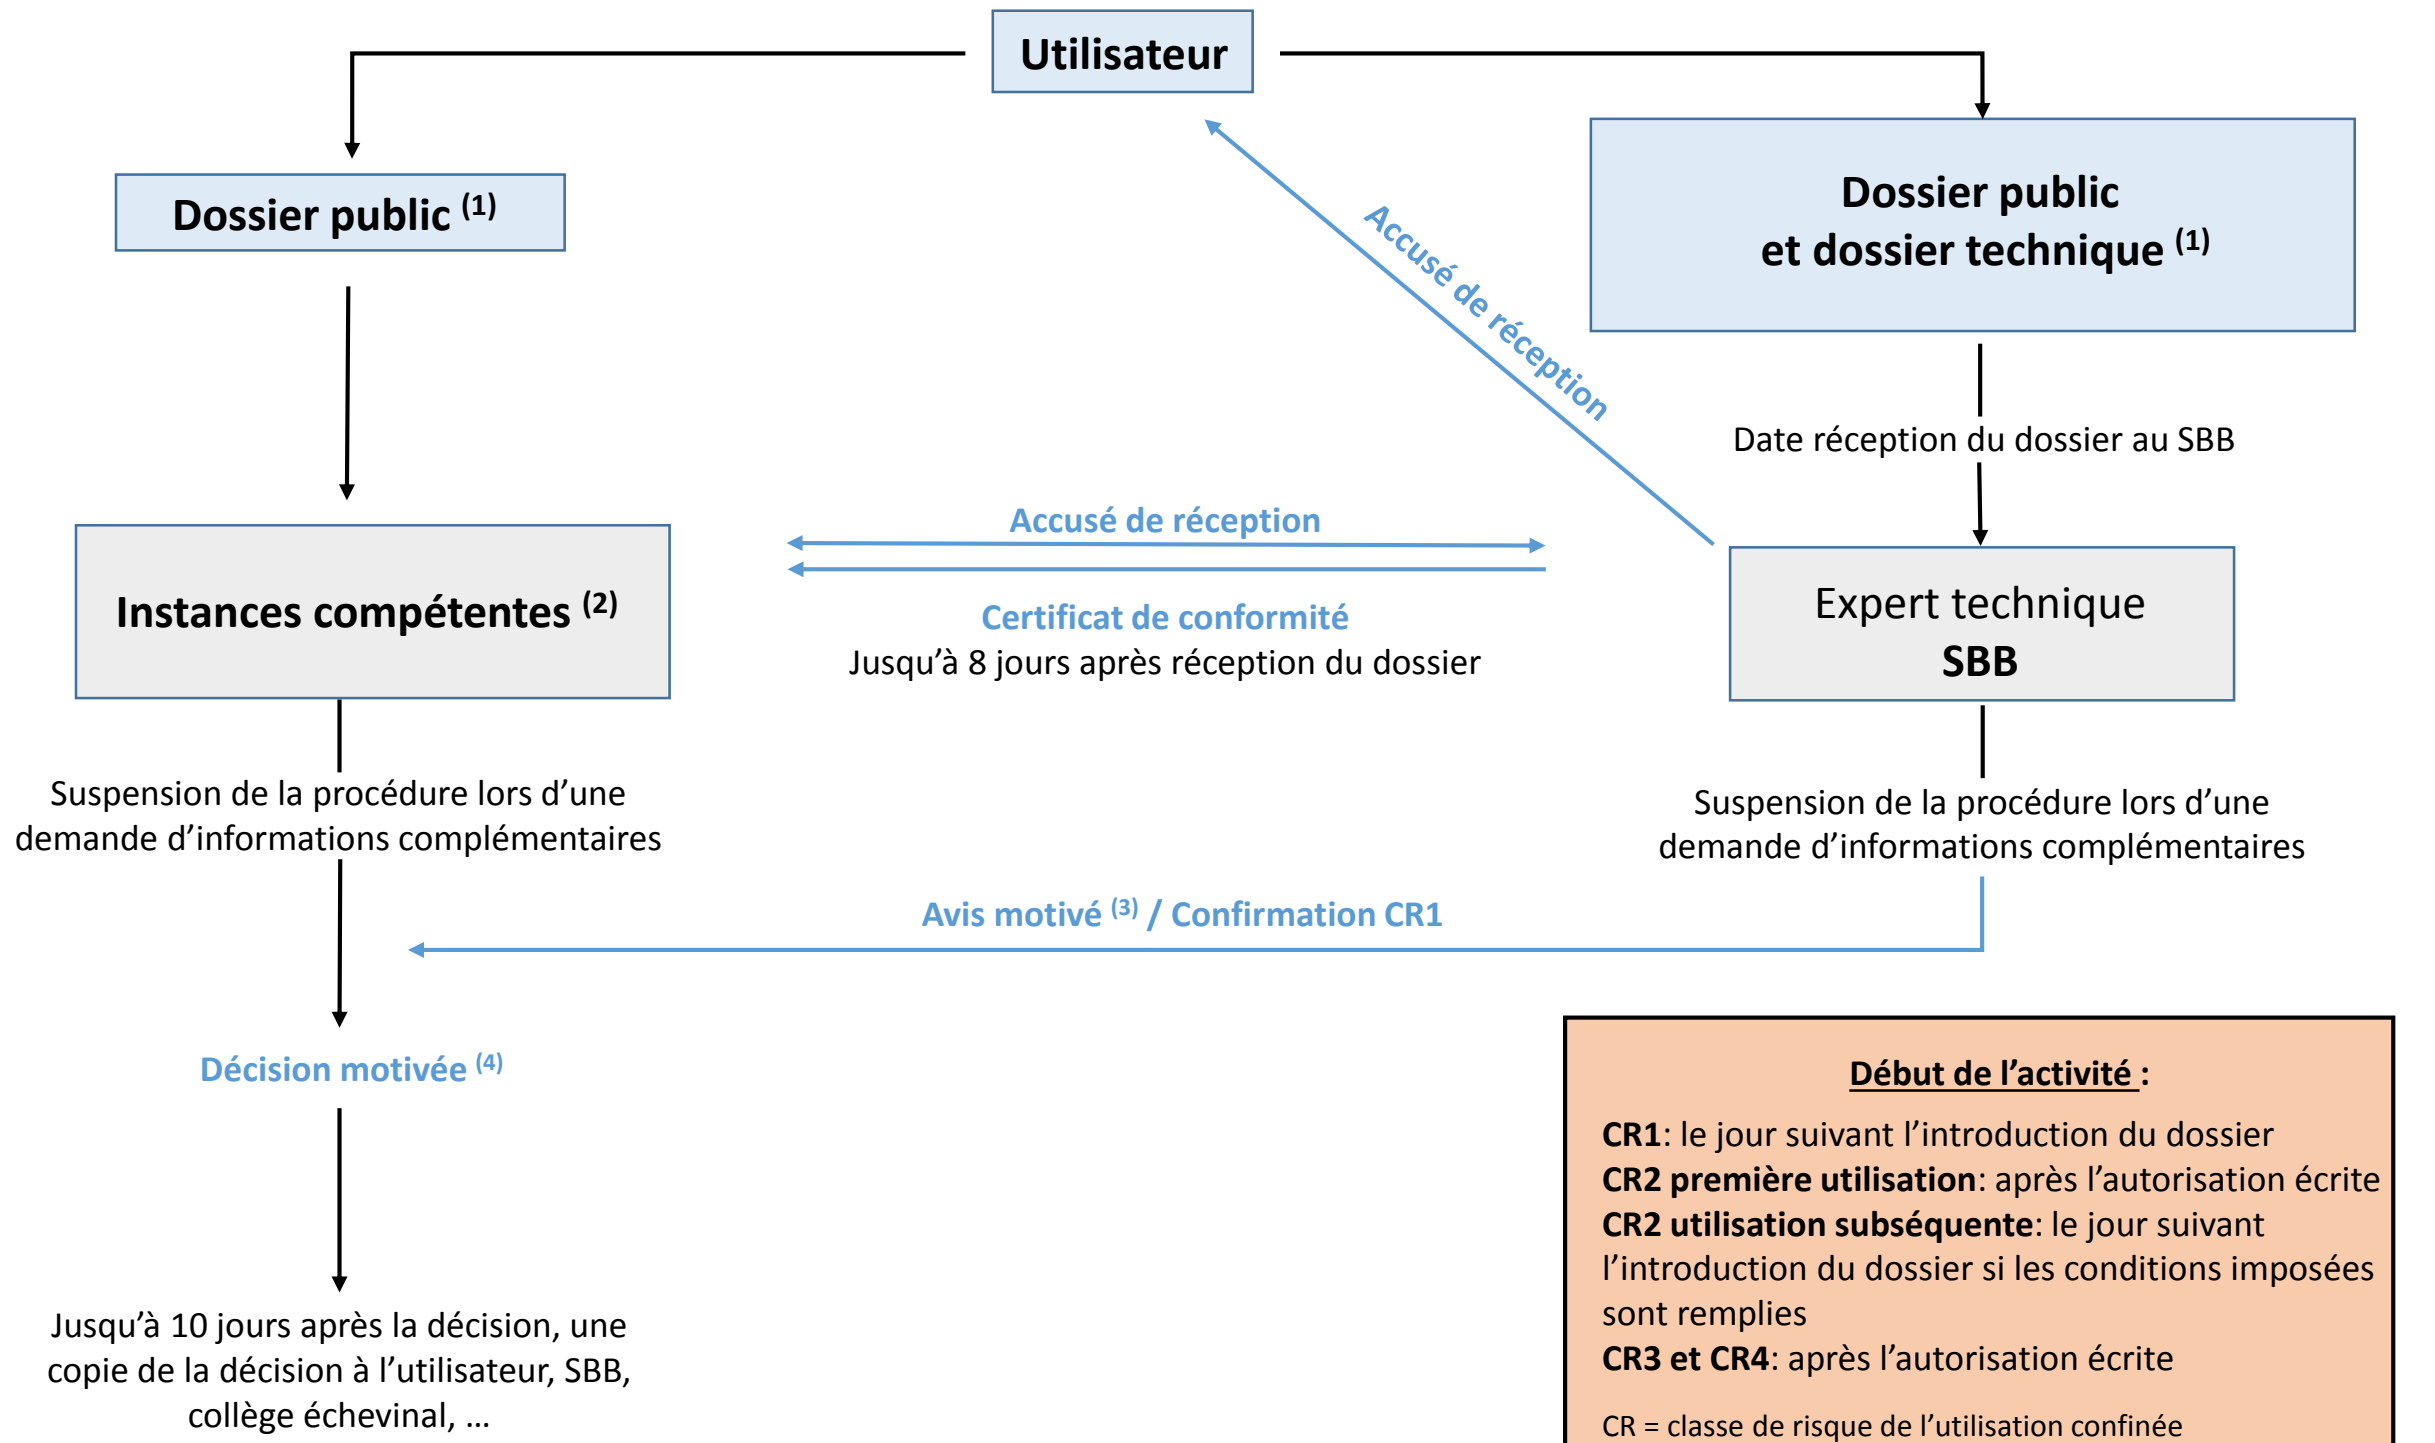 Utilisateur
Dossier public (1)
Dossier public
et dossier technique (1)
Accusé de réception
Date réception du dossier au SBB
Accusé de réception
Instances compétentes (2)
Certificat de conformité
Jusqu’à 8 jours après réception du dossier
Expert technique
SBB
Suspension de la procédure lors d’une
demande d’informations complémentaires
Suspension de la procédure lors d’une
demande d’informations complémentaires
Avis motivé (3) / Confirmation CR1
Décision motivée (4)
Jusqu’à 10 jours après la décision, une
copie de la décision à l’utilisateur, SBB,
collège échevinal, …
Début de l’activité :
CR1: le jour suivant l’introduction du dossier
CR2 première utilisation: après l’autorisation écrite
CR2 utilisation subséquente: le jour suivant
l’introduction du dossier si les conditions imposées
sont remplies
CR3 et CR4: après l’autorisation écrite
CR = classe de risque de l’utilisation confinée